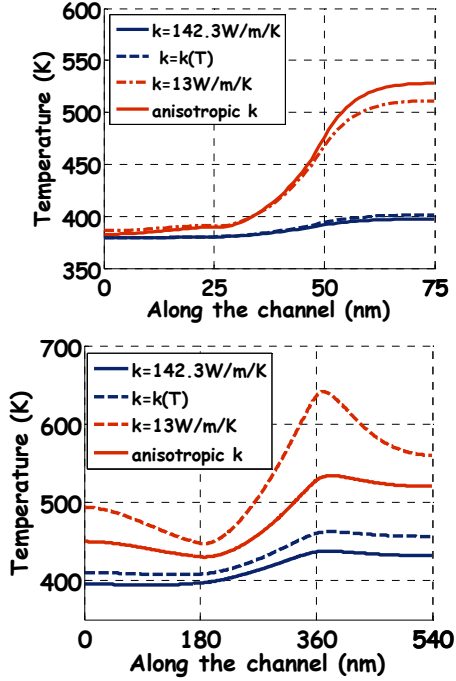 600
550
500
450
400
350
Temperature (K)
k=142.3W/m/K
k=k(T)
k=13W/m/K
anisotropic k
0
25
50
75
Along the channel (nm)
700
600
500
400
Temperature (K)
k=142.3W/m/K
k=k(T)
k=13W/m/K
anisotropic k
0
180
360
540
Along the channel (nm)